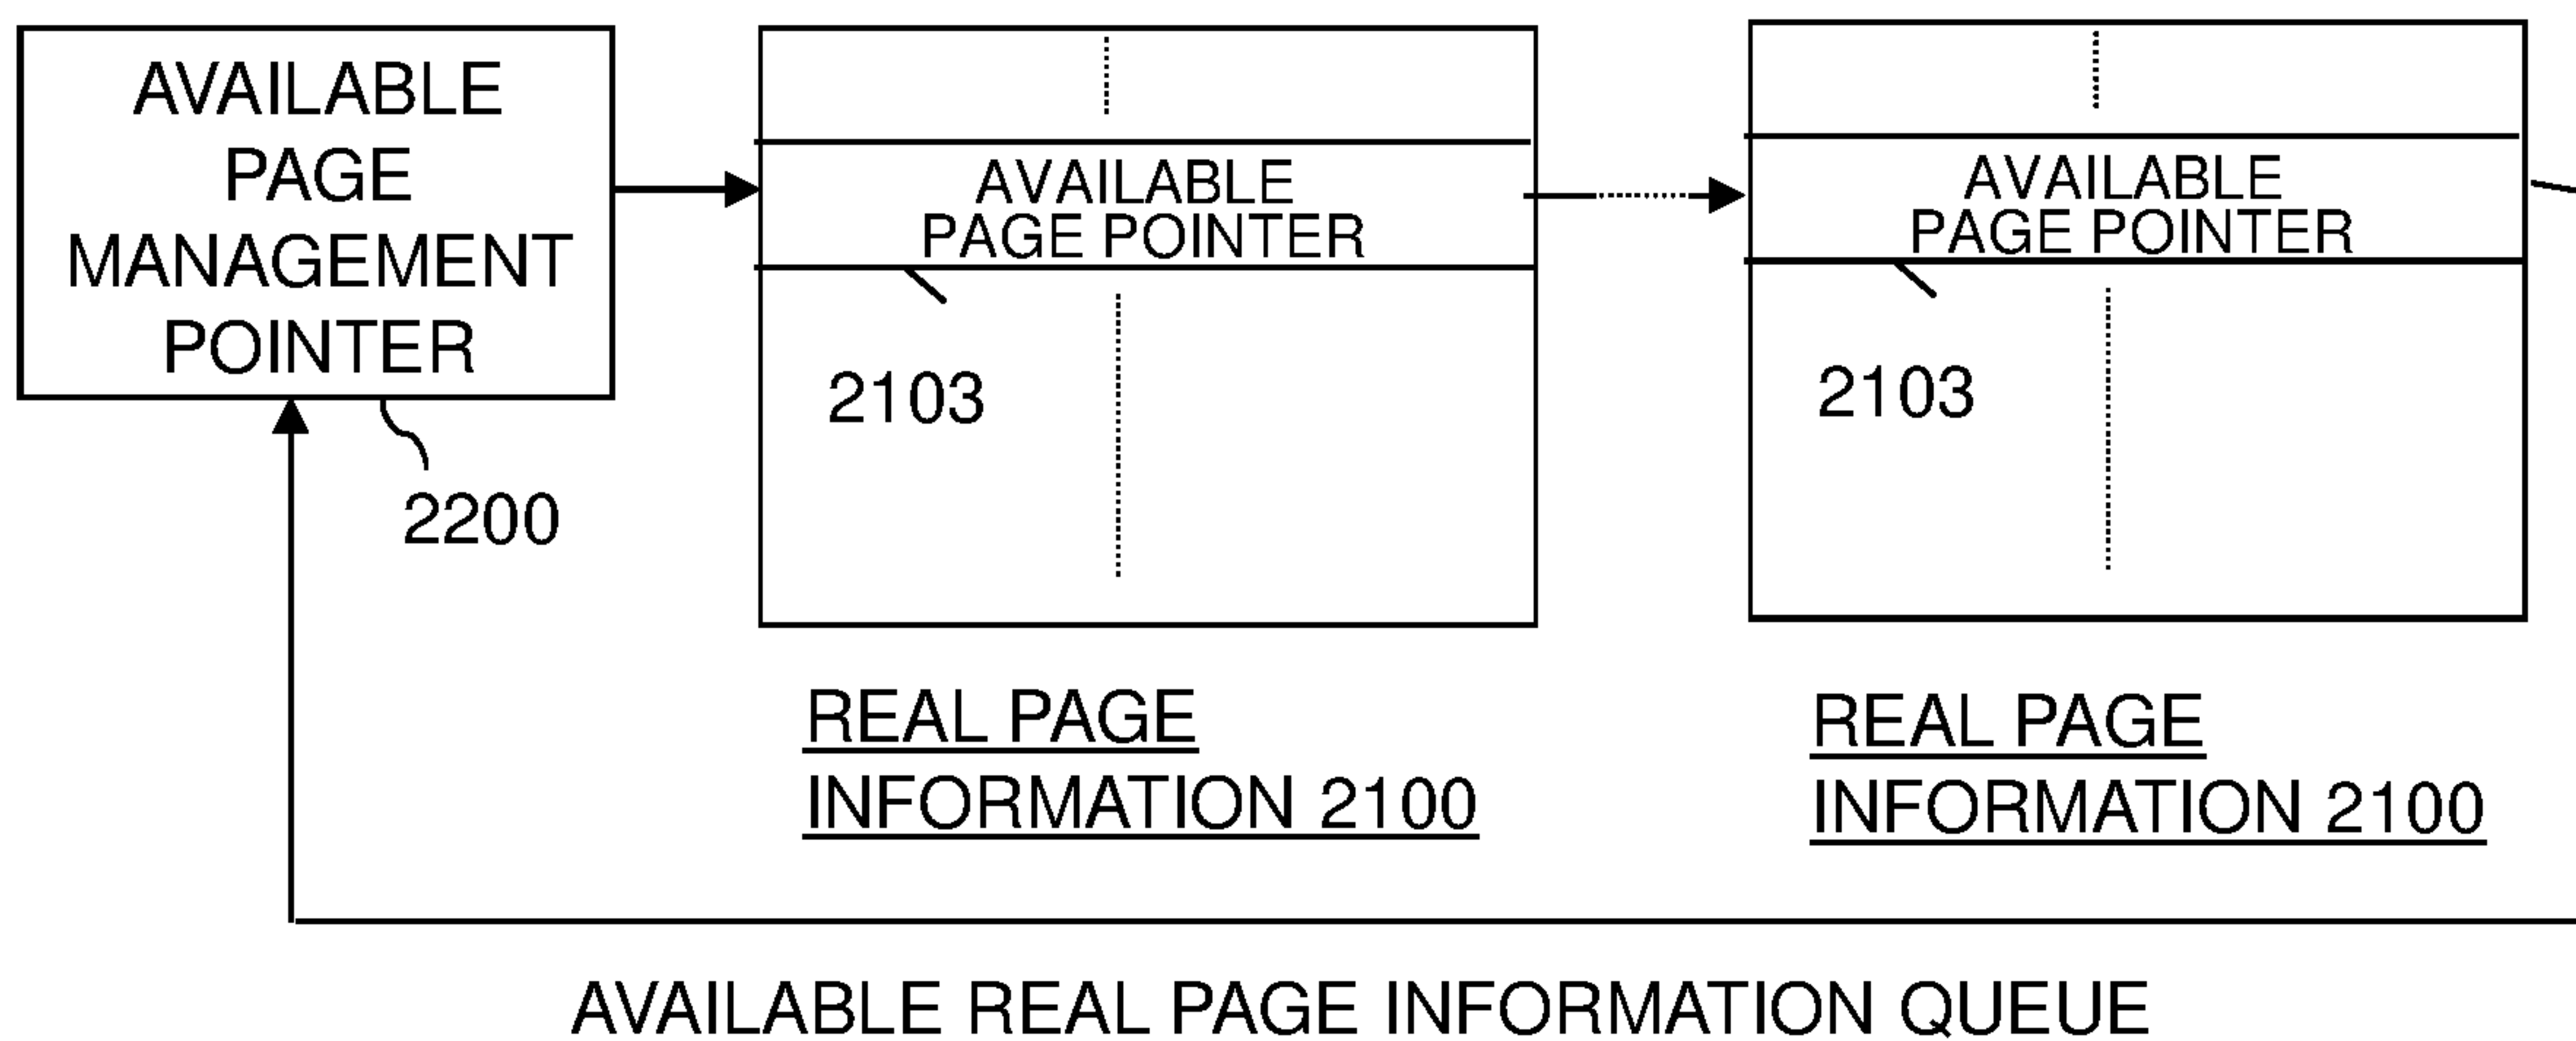 AVAILABLE
PAGE
MANAGEMENT
POINTER
2200
AVAILABLE
PAGE POINTER
2103
REAL PAGE
INFORMATION 2100
AVAILABLE
PAGE POINTER
2103
REAL PAGE
INFORMATION 2100
AVAILABLE REAL PAGE INFORMATION QUEUE